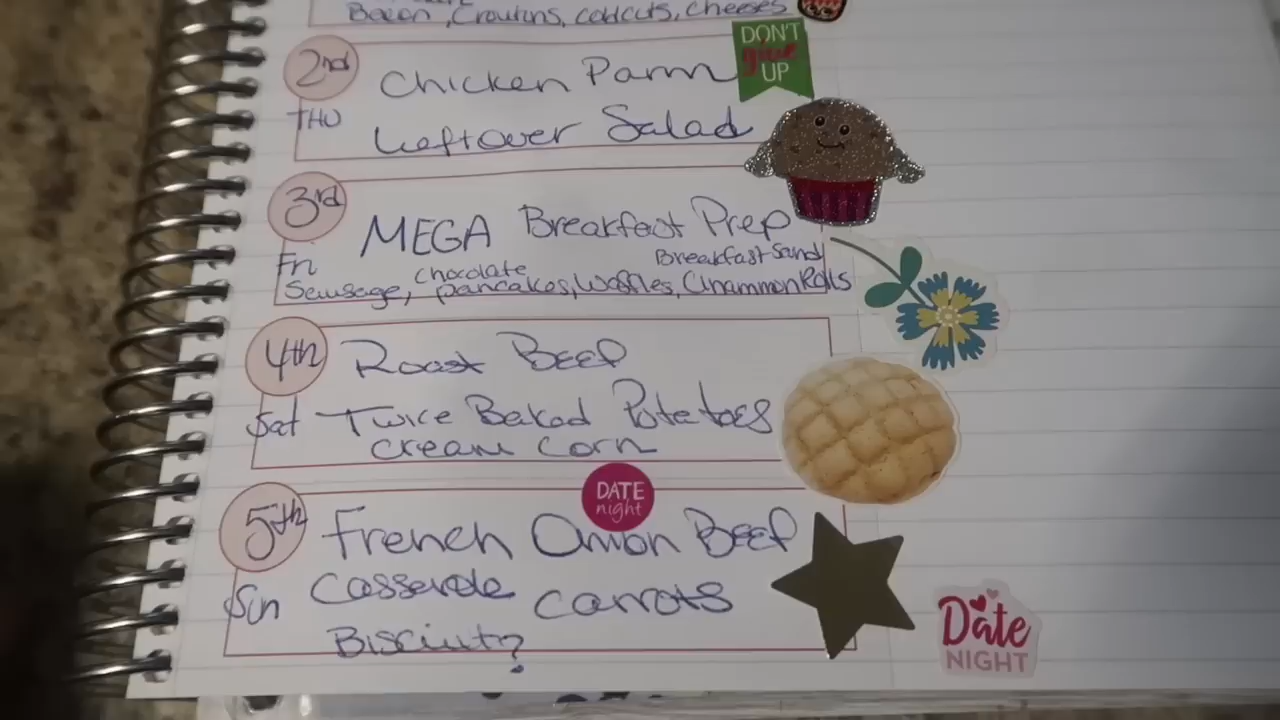 Bacon, Croutons, coldcuts, cheeses
2nd Chicken Parm
DON'T
give
UP
THU Leftover Salad
3rd MEGA Breakfast Prep
Fri Breakfast Sand
Sausage, chocolate pancakes, Waffles, Cinammon Rolls
4th Roast Beef
Sat Twice Baked Potatoes
cream corn
DATE
night
5th French Onion Beef
Sun Casserole carrots
Bisciut?
Date
NIGHT